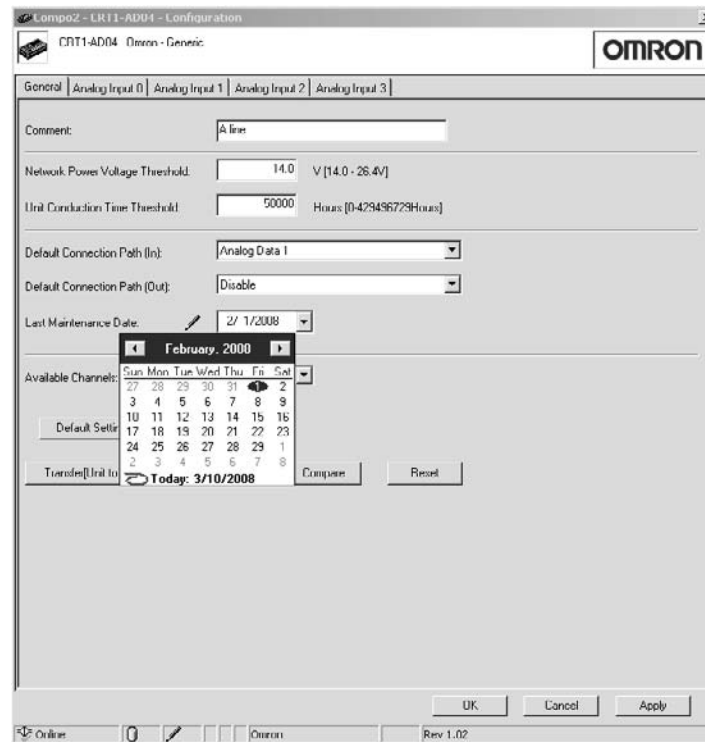 Compo2 - CRT1-AD04 - Configuration
CRT1-AD04 Omron - Generic
OMRON
General Analog Input 0 Analog Input 1 Analog Input 2 Analog Input 3
Comment: A line
Network Power Voltage Threshold: 14.0 V [14.0 - 26.4V]
Unit Conduction Time Threshold: 50000 Hours [0-429496729Hours]
Default Connection Path (In): Analog Data 1
Default Connection Path (Out): Disable
Last Maintenance Date: 2/ 1/2008
February, 2008
Available Channels:
Sun Mon Tue Wed Thu Fri Sat
27 28 29 30 31 1 2
3 4 5 6 7 8 9
10 11 12 13 14 15 16
Default Settin
17 18 19 20 21 22 23
24 25 26 27 28 29 1
2 3 4 5 6 7 8
Transfer[Unit to Compare Reset
Today: 3/10/2008
OK Cancel Apply
Online Omron Rev 1.02